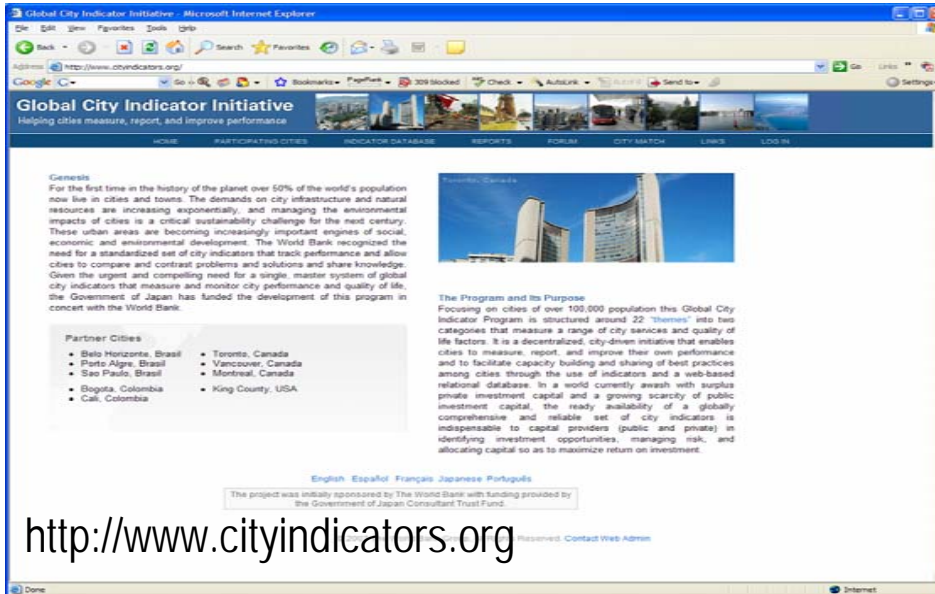 Global City Indicator Initiative - Microsoft Internet Explorer
File Edit View Favorites Tools Help
Back Search Favorites
Address http://www.cityindicators.org/ Go Links
Google Go Bookmarks PageRank 309 blocked Check AutoLink Send to Settings
Global City Indicator Initiative
Helping cities measure, report, and improve performance
HOME PARTICIPATING CITIES INDICATOR DATABASE REPORTS FORUM CITY MATCH LINKS LOG IN
Genesis
For the first time in the history of the planet over 50% of the world's population
now live in cities and towns. The demands on city infrastructure and natural
resources are increasing exponentially, and managing the environmental
impacts of cities is a critical sustainability challenge for the next century.
These urban areas are becoming increasingly important engines of social,
economic and environmental development. The World Bank recognized the
need for a standardized set of city indicators that track performance and allow
cities to compare and contrast problems and solutions and share knowledge.
Given the urgent and compelling need for a single, master system of global
city indicators that measure and monitor city performance and quality of life,
the Government of Japan has funded the development of this program in
concert with the World Bank.
Partner Cities
• Belo Horizonte, Brasil
• Porto Algre, Brasil
• Sao Paulo, Brasil
• Bogota, Colombia
• Cali, Colombia
• Toronto, Canada
• Vancouver, Canada
• Montreal, Canada
• King County, USA
Toronto, Canada
The Program and Its Purpose
Focusing on cities of over 100,000 population this Global City
Indicator Program is structured around 22 "themes" into two
categories that measure a range of city services and quality of
life factors. It is a decentralized, city-driven initiative that enables
cities to measure, report, and improve their own performance
and to facilitate capacity building and sharing of best practices
among cities through the use of indicators and a web-based
relational database. In a world currently awash with surplus
private investment capital and a growing scarcity of public
investment capital, the ready availability of a globally
comprehensive and reliable set of city indicators is
indispensable to capital providers (public and private) in
identifying investment opportunities, managing risk, and
allocating capital so as to maximize return on investment.
English Español Français Japanese Português
The project was initially sponsored by The World Bank with funding provided by
the Government of Japan Consultant Trust Fund.
http://www.cityindicators.org
Reserved. Contact Web Admin
Done Internet